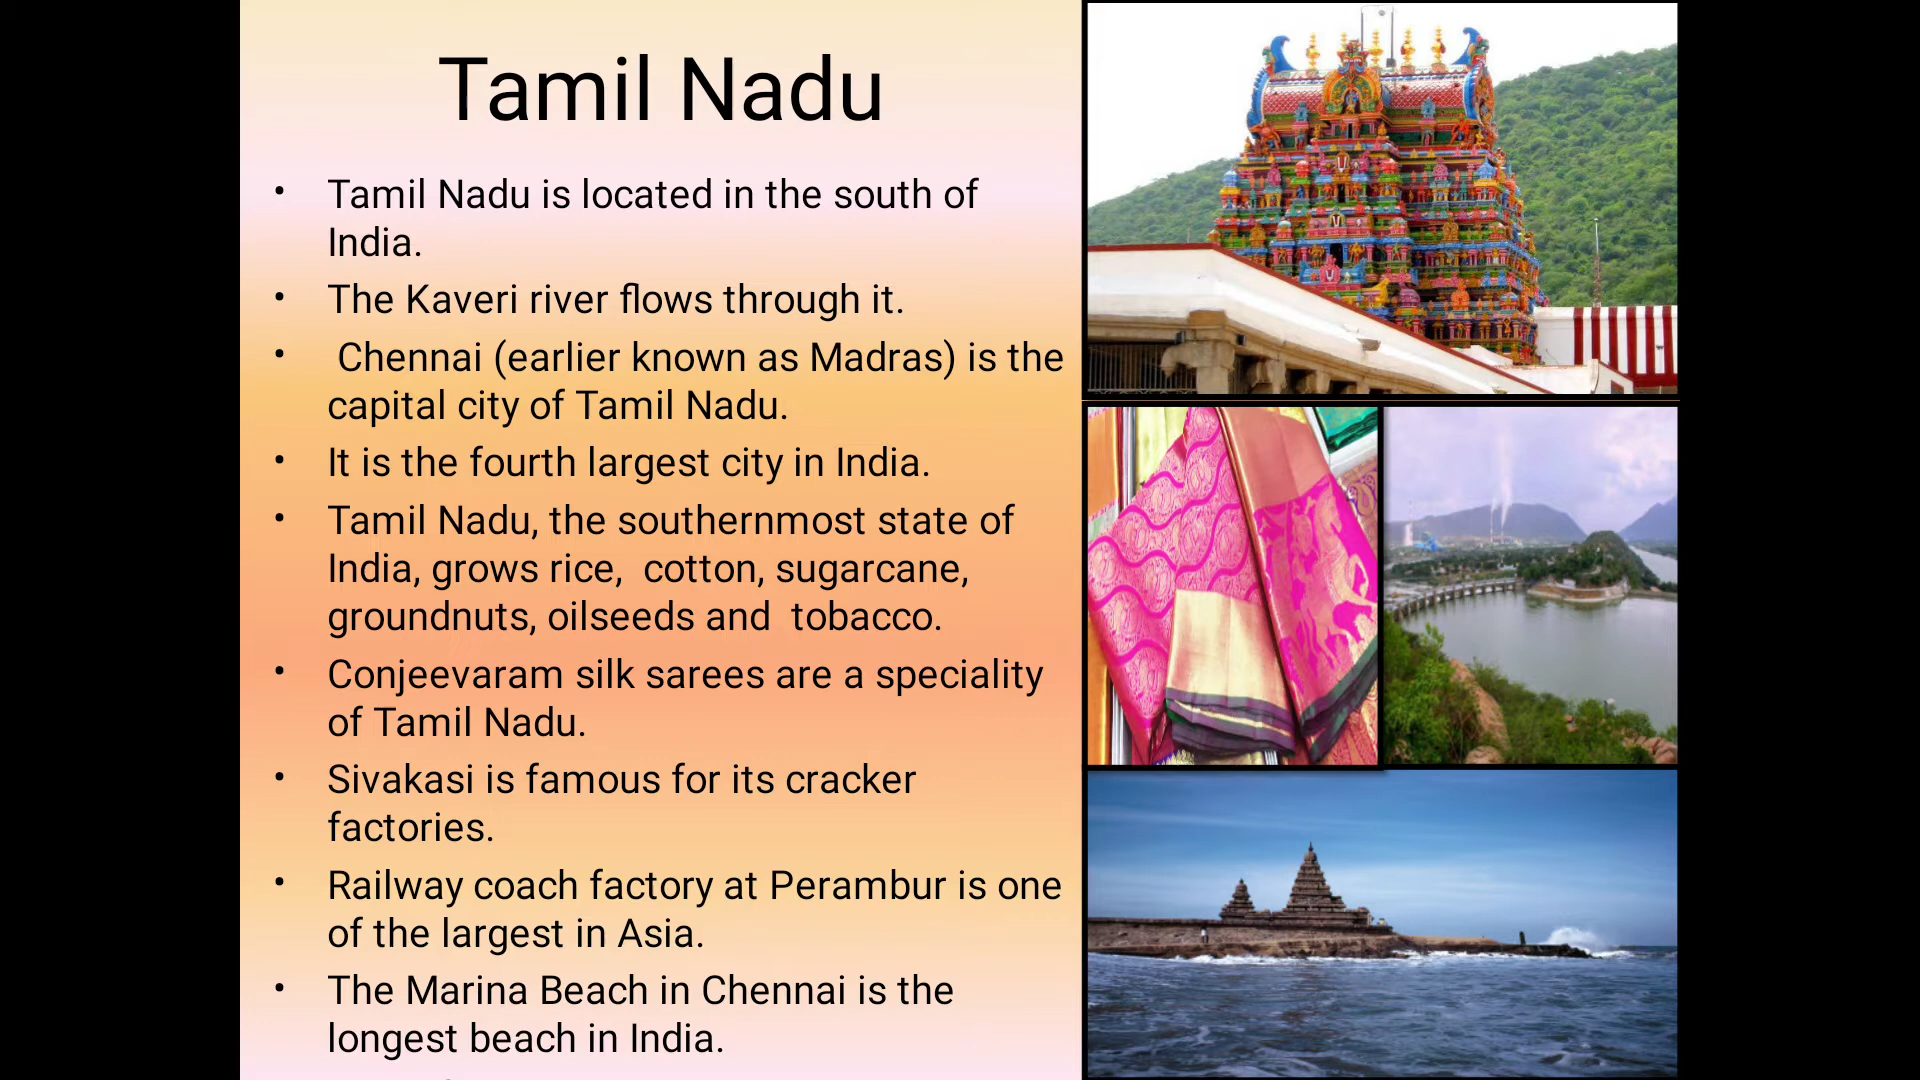 Tamil Nadu
• Tamil Nadu is located in the south of
India.
• The Kaveri river flows through it.
• Chennai (earlier known as Madras) is the
capital city of Tamil Nadu.
• It is the fourth largest city in India.
• Tamil Nadu, the southernmost state of
India, grows rice,  cotton, sugarcane,
groundnuts, oilseeds and  tobacco.
• Conjeevaram silk sarees are a speciality
of Tamil Nadu.
• Sivakasi is famous for its cracker
factories.
• Railway coach factory at Perambur is one
of the largest in Asia.
• The Marina Beach in Chennai is the
longest beach in India.